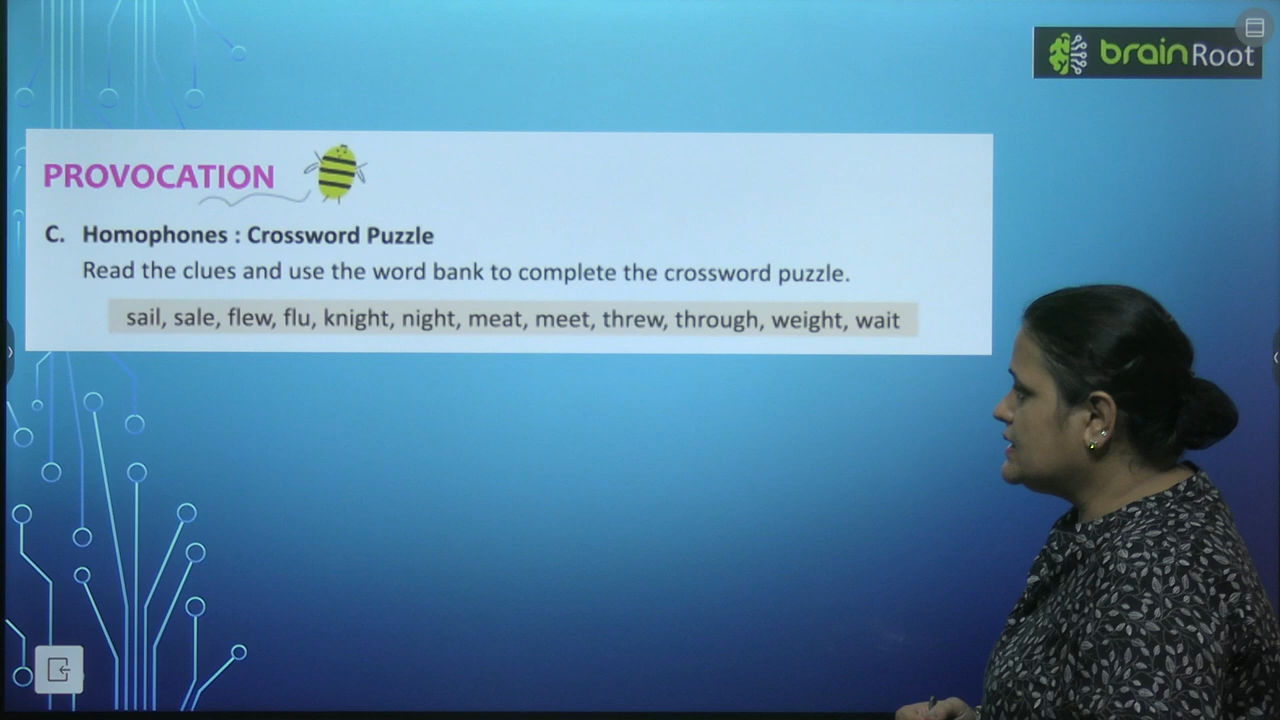 brainRoot
PROVOCATION
C. Homophones : Crossword Puzzle
Read the clues and use the word bank to complete the crossword puzzle.
sail, sale, flew, flu, knight, night, meat, meet, threw, through, weight, wait